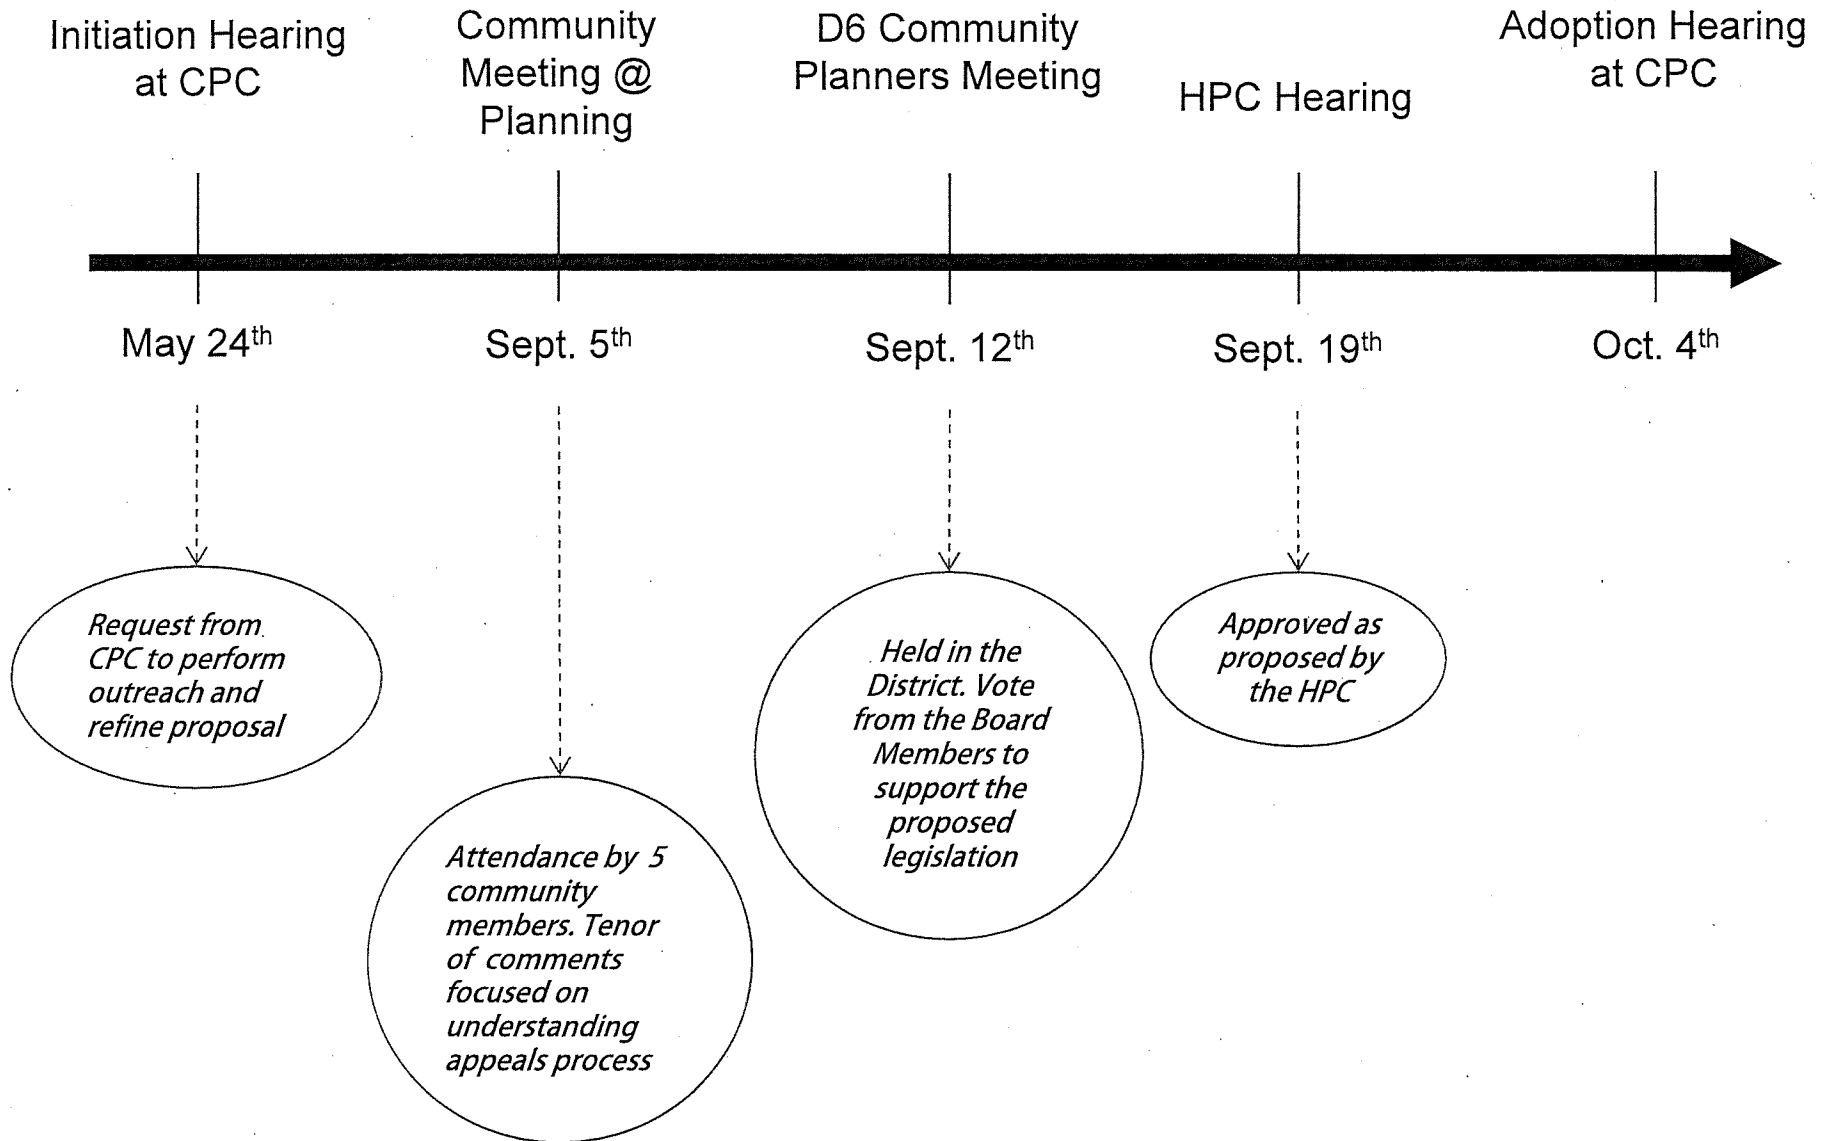 Initiation Hearing
at CPC
Community
Meeting @
Planning
D6 Community
Planners Meeting
HPC Hearing
Adoption Hearing
at CPC
May 24th
Sept. 5th
Sept. 12th
Sept. 19th
Oct. 4th
Request from
CPC to perform
outreach and
refine proposal
Attendance by 5
community
members. Tenor
of comments
focused on
understanding
appeals process
Held in the
District. Vote
from the Board
Members to
support the
proposed
legislation
Approved as
proposed by
the HPC